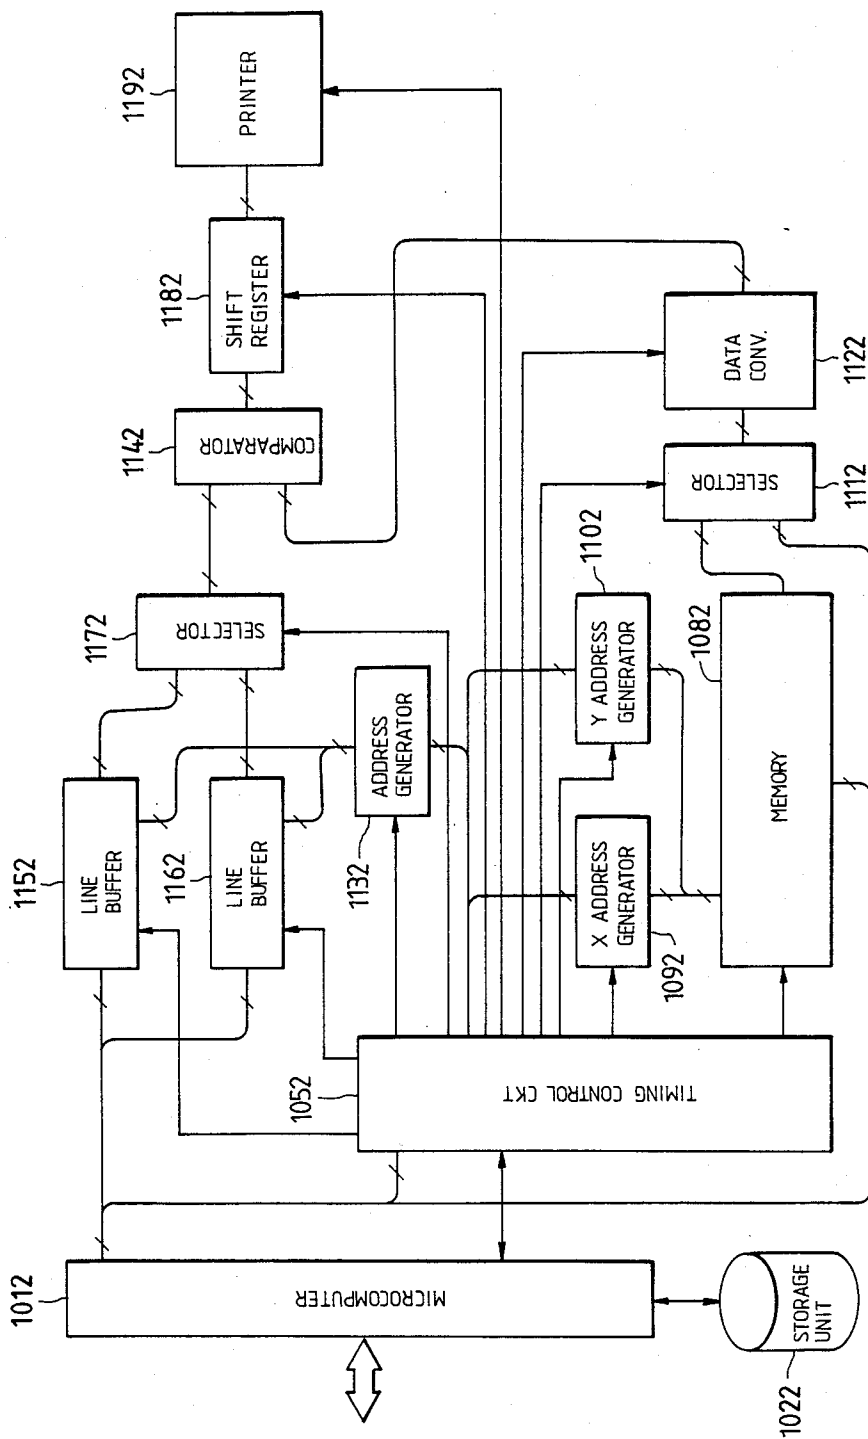 1012
MICROCOMPUTER
1022
STORAGE
UNIT
1052
TIMING CONTROL CKT
1152
LINE
BUFFER
1162
LINE
BUFFER
1132
ADDRESS
GENERATOR
1092
X ADDRESS
GENERATOR
1102
Y ADDRESS
GENERATOR
1082
MEMORY
1172
SELECTOR
1112
SELECTOR
1122
DATA
CONV.
1142
COMPARATOR
1182
SHIFT
REGISTER
1192
PRINTER